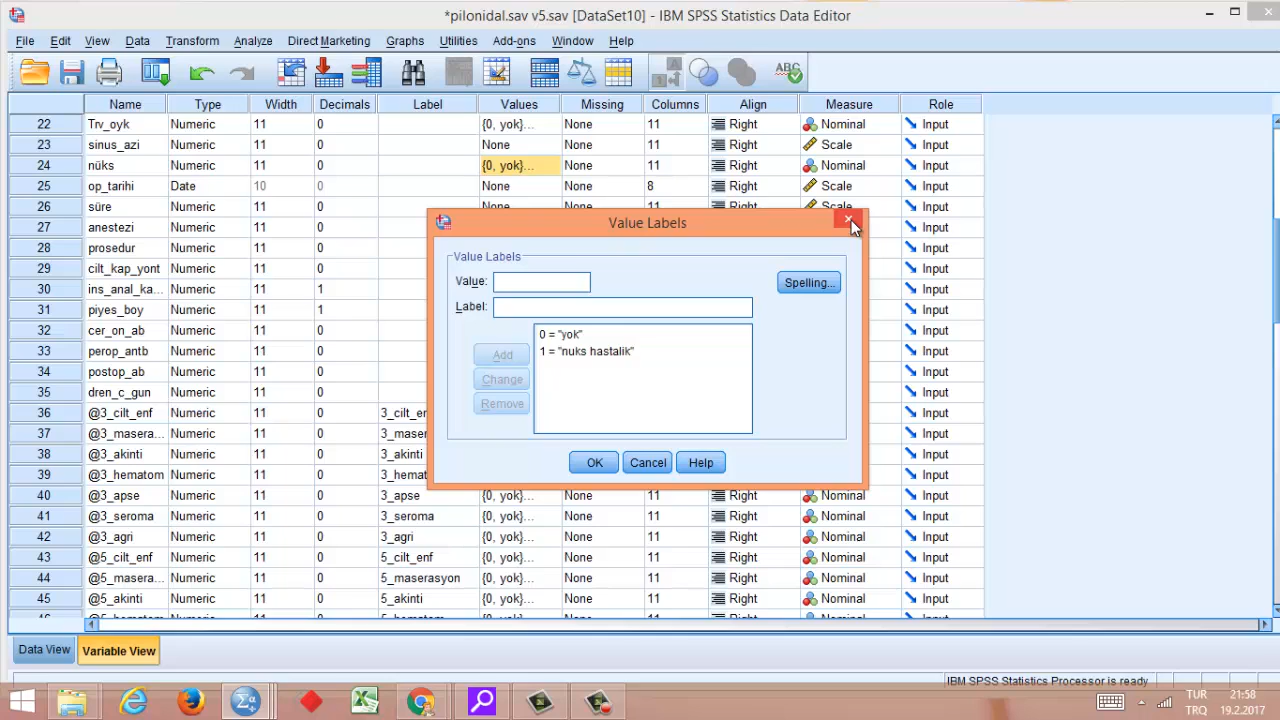 *pilonidal.sav v5.sav [DataSet10] - IBM SPSS Statistics Data Editor
File Edit View Data Transform Analyze Direct Marketing Graphs Utilities Add-ons Window Help
Name Type Width Decimals Label Values Missing Columns Align Measure Role
22 Trv_oyk Numeric 11 0 {0, yok}... None 11 Right Nominal Input
23 sinus_azi Numeric 11 0 None None 11 Right Scale Input
24 nüks Numeric 11 0 {0, yok}... None 11 Right Nominal Input
25 op_tarihi Date 10 0 None None 8 Right Scale Input
26 süre Numeric 11 0 None None 11 Right Scale Input
27 anestezi Numeric 11 0 Input
28 prosedur Numeric 11 0 Input
29 cilt_kap_yont Numeric 11 0 Input
30 ins_anal_ka... Numeric 11 1 Input
31 piyes_boy Numeric 11 1 Input
32 cer_on_ab Numeric 11 0 Input
33 perop_antb Numeric 11 0 Input
34 postop_ab Numeric 11 0 Input
35 dren_c_gun Numeric 11 0 Input
36 @3_cilt_enf Numeric 11 0 3_cilt_en Input
37 @3_masera... Numeric 11 0 3_maser Input
38 @3_akinti Numeric 11 0 3_akinti Input
39 @3_hematom Numeric 11 0 3_hemat Input
40 @3_apse Numeric 11 0 3_apse {0, yok}... None 11 Right Nominal Input
41 @3_seroma Numeric 11 0 3_seroma {0, yok}... None 11 Right Nominal Input
42 @3_agri Numeric 11 0 3_agri {0, yok}... None 11 Right Nominal Input
43 @5_cilt_enf Numeric 11 0 5_cilt_enf {0, yok}... None 11 Right Nominal Input
44 @5_masera... Numeric 11 0 5_maserasyon {0, yok}... None 11 Right Nominal Input
45 @5_akinti Numeric 11 0 5_akinti {0, yok}... None 11 Right Nominal Input
Value Labels
Value Labels
Value:
Spelling...
Label:
0 = "yok"
1 = "nuks hastalik"
Add
Change
Remove
OK Cancel Help
Data View Variable View
IBM SPSS Statistics Processor is ready
TUR 21:58
TRQ 19.2.2017